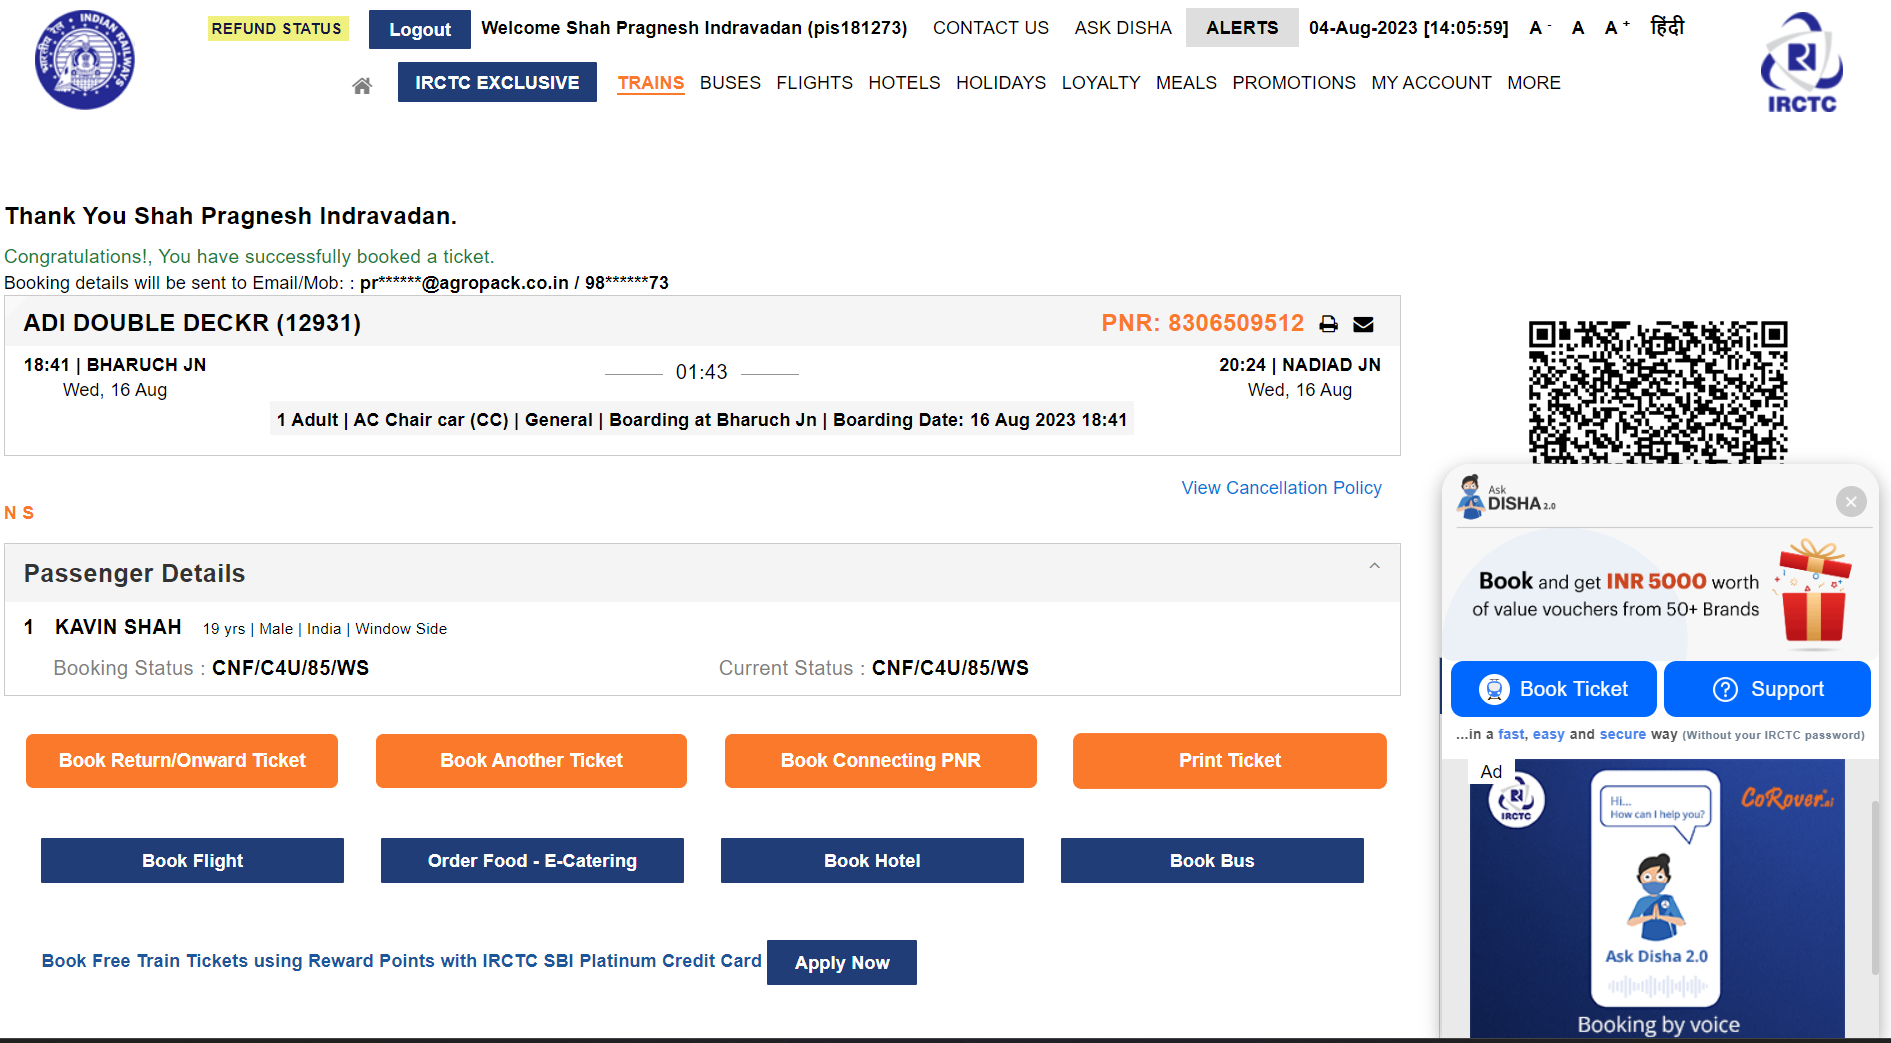 REFUND STATUS Logout Welcome Shah Pragnesh Indravadan (pis181273) CONTACT US ASK DISHA ALERTS 04-Aug-2023 [14:05:59] A - A A + हिंदी
INDIAN RAILWAYS
भारतीय रेल
IRCTC EXCLUSIVE TRAINS BUSES FLIGHTS HOTELS HOLIDAYS LOYALTY MEALS PROMOTIONS MY ACCOUNT MORE
IRCTC
Thank You Shah Pragnesh Indravadan.
Congratulations!, You have successfully booked a ticket.
Booking details will be sent to Email/Mob: : pr******@agropack.co.in / 98******73
ADI DOUBLE DECKR (12931) PNR: 8306509512
18:41 | BHARUCH JN 01:43 20:24 | NADIAD JN
Wed, 16 Aug Wed, 16 Aug
1 Adult | AC Chair car (CC) | General | Boarding at Bharuch Jn | Boarding Date: 16 Aug 2023 18:41
View Cancellation Policy
N S
Passenger Details
1 KAVIN SHAH 19 yrs | Male | India | Window Side
Booking Status : CNF/C4U/85/WS Current Status : CNF/C4U/85/WS
Book Return/Onward Ticket Book Another Ticket Book Connecting PNR Print Ticket
Book Flight Order Food - E-Catering Book Hotel Book Bus
Book Free Train Tickets using Reward Points with IRCTC SBI Platinum Credit Card Apply Now
Ask
DISHA 2.0
Book and get INR 5000 worth
of value vouchers from 50+ Brands
Book Ticket Support
...in a fast, easy and secure way (Without your IRCTC password)
Ad
IRCTC
Hi...
How can I help you?
CoRover.ai
Ask Disha 2.0
Booking by voice